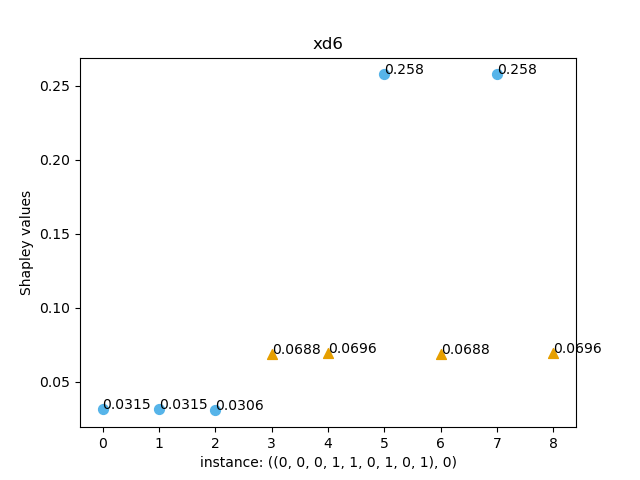 xd6
0.258 0.258
0.25
0.20
0.15
0.10
0.0688 0.0696 0.0688 0.0696
0.05
0.0315 0.0315 0.0306
Shapley values
0 1 2 3 4 5 6 7 8
instance: ((0, 0, 0, 1, 1, 0, 1, 0, 1), 0)